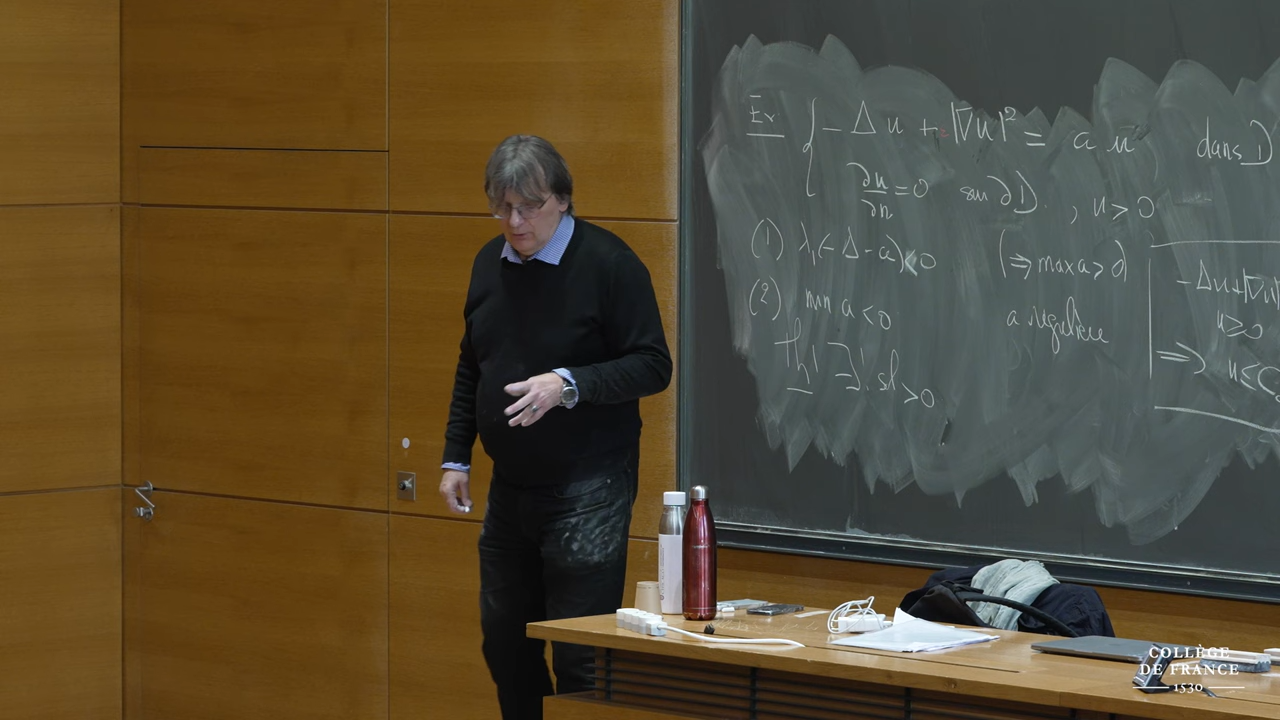 Ex { -Δu + |∇u|² = a u dans D
∂u/∂n = 0 sur ∂D , u > 0
(1) λ₁(-Δ - a) < 0 (⇒ max a > 0)
(2) min a < 0 a régulière
th! ∃! sl > 0
-Δu+|∇u|
u ≥ 0
⇒ u ≤ C
COLLÈGE
DE FRANCE
1530